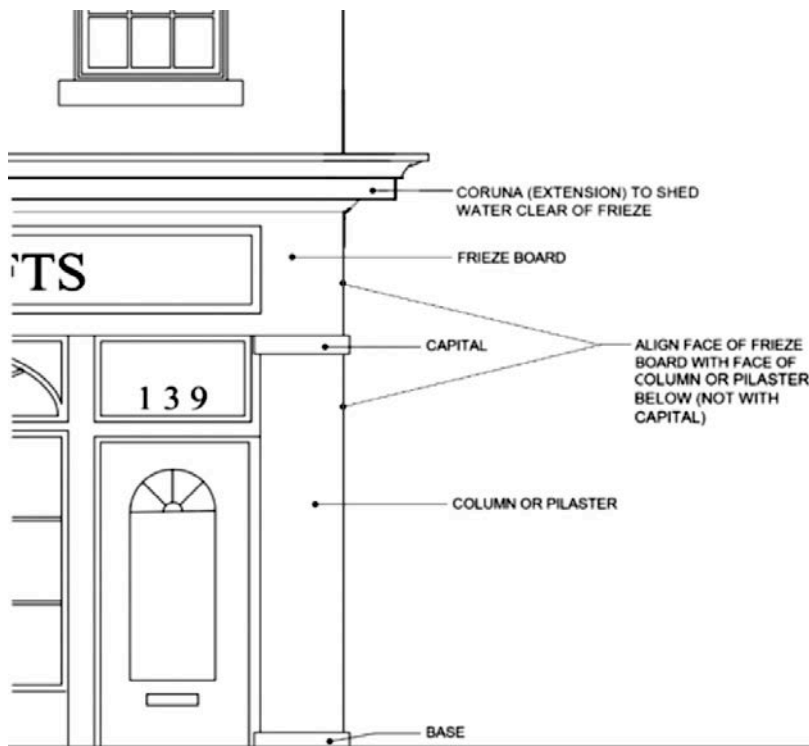 CORUNA (EXTENSION) TO SHED
WATER CLEAR OF FRIEZE
FTS
FRIEZE BOARD
CAPITAL
ALIGN FACE OF FRIEZE
BOARD WITH FACE OF
COLUMN OR PILASTER
BELOW (NOT WITH
CAPITAL)
139
COLUMN OR PILASTER
BASE